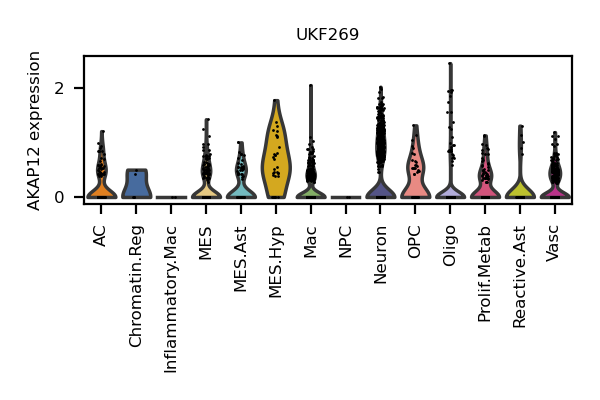 UKF269
AKAP12 expression
2
0
AC
Chromatin.Reg
Inflammatory.Mac
MES
MES.Ast
MES.Hyp
Mac
NPC
Neuron
OPC
Oligo
Prolif.Metab
Reactive.Ast
Vasc